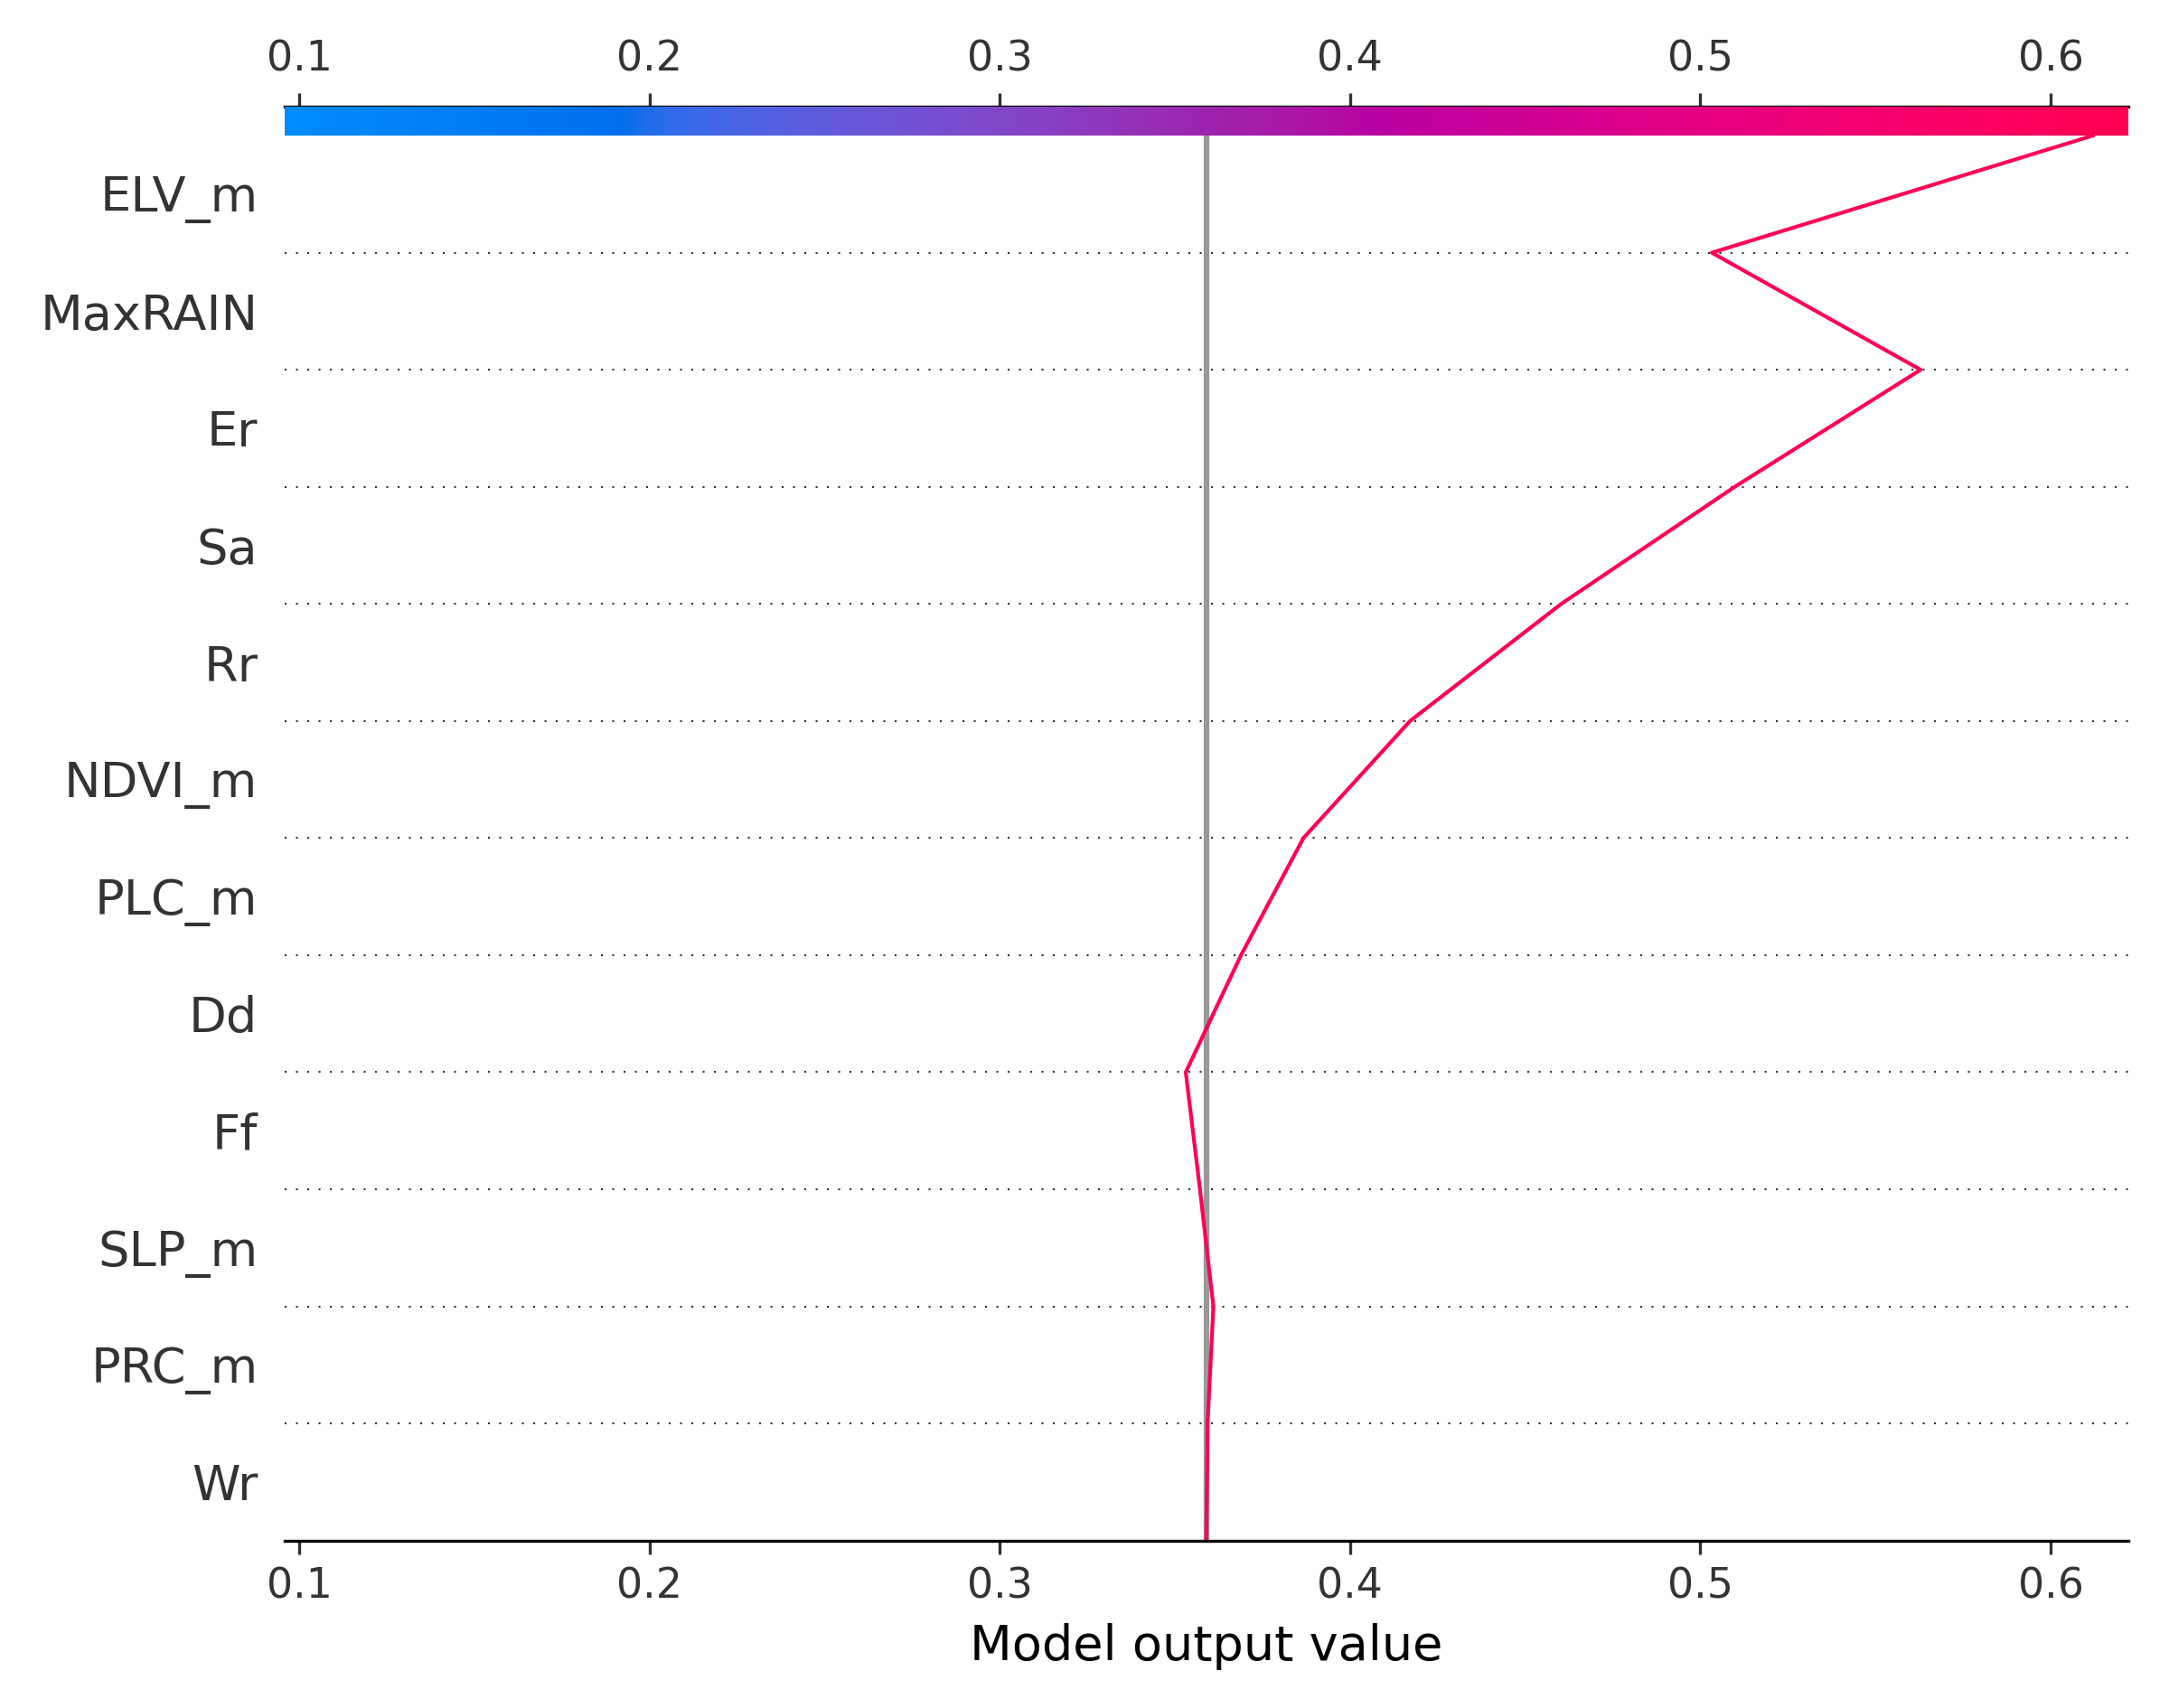 0.1 0.2 0.3 0.4 0.5 0.6
ELV_m
MaxRAIN
Er
Sa
Rr
NDVI_m
PLC_m
Dd
Ff
SLP_m
PRC_m
Wr
0.1 0.2 0.3 0.4 0.5 0.6
Model output value